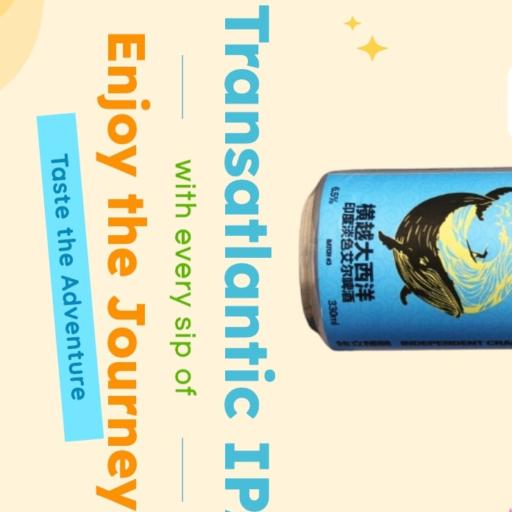 Transatlantic IP
with every sip of
Enjoy the Journey
Taste the Adventure
6.5%
横越大西洋
印度淡色艾尔啤酒
330ml
INDEPENDENT CRA